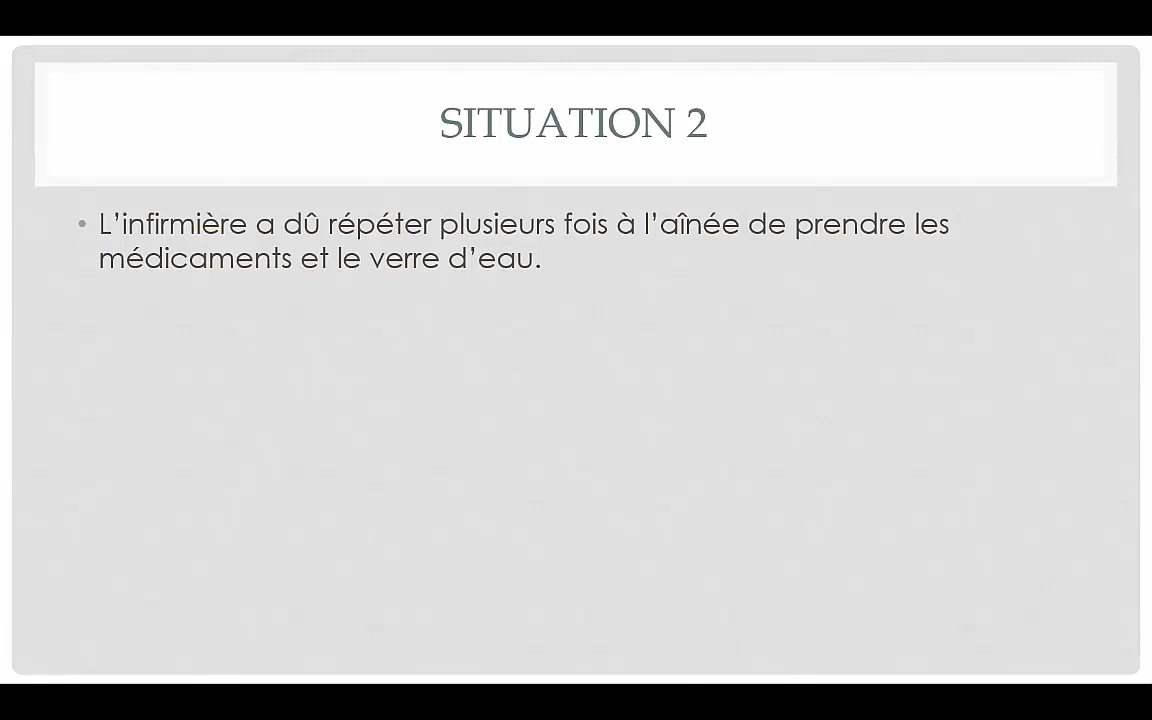 SITUATION 2
• L’infirmière a dû répéter plusieurs fois à l’aînée de prendre les
médicaments et le verre d’eau.